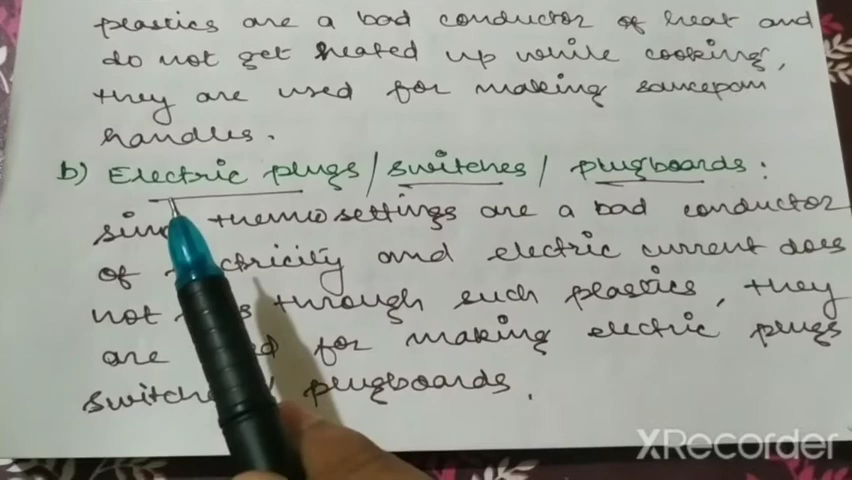 plastics are a bad conductor of heat and
do not get heated up while cooking,
they are used for making saucepan
handles.
b) Electric plugs / switches / plugboards :
themosettings are a bad conductor
of electricity and electric current does
not through such plastics, they
are for making electric plugs
plugboards.
XRecorder